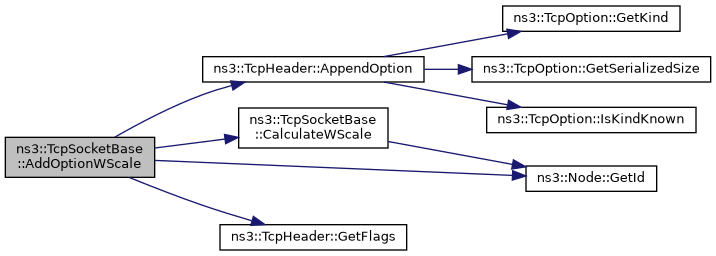 ns3::TcpSocketBase
::AddOptionWScale
ns3::TcpHeader::AppendOption
ns3::TcpSocketBase
::CalculateWScale
ns3::TcpHeader::GetFlags
ns3::TcpOption::GetKind
ns3::TcpOption::GetSerializedSize
ns3::TcpOption::IsKindKnown
ns3::Node::GetId